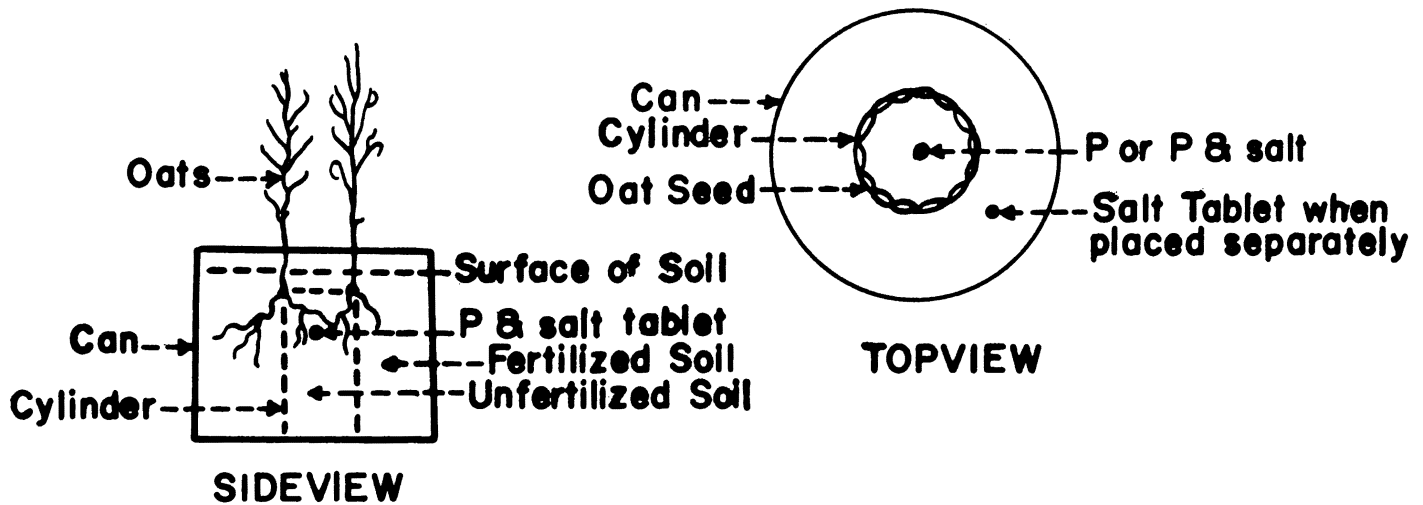 Oats
Surface of Soil
Can
P & salt tablet
Fertilized Soil
Unfertilized Soil
Cylinder
SIDEVIEW
Can
Cylinder
Oat Seed
P or P & salt
Salt Tablet when
placed separately
TOPVIEW